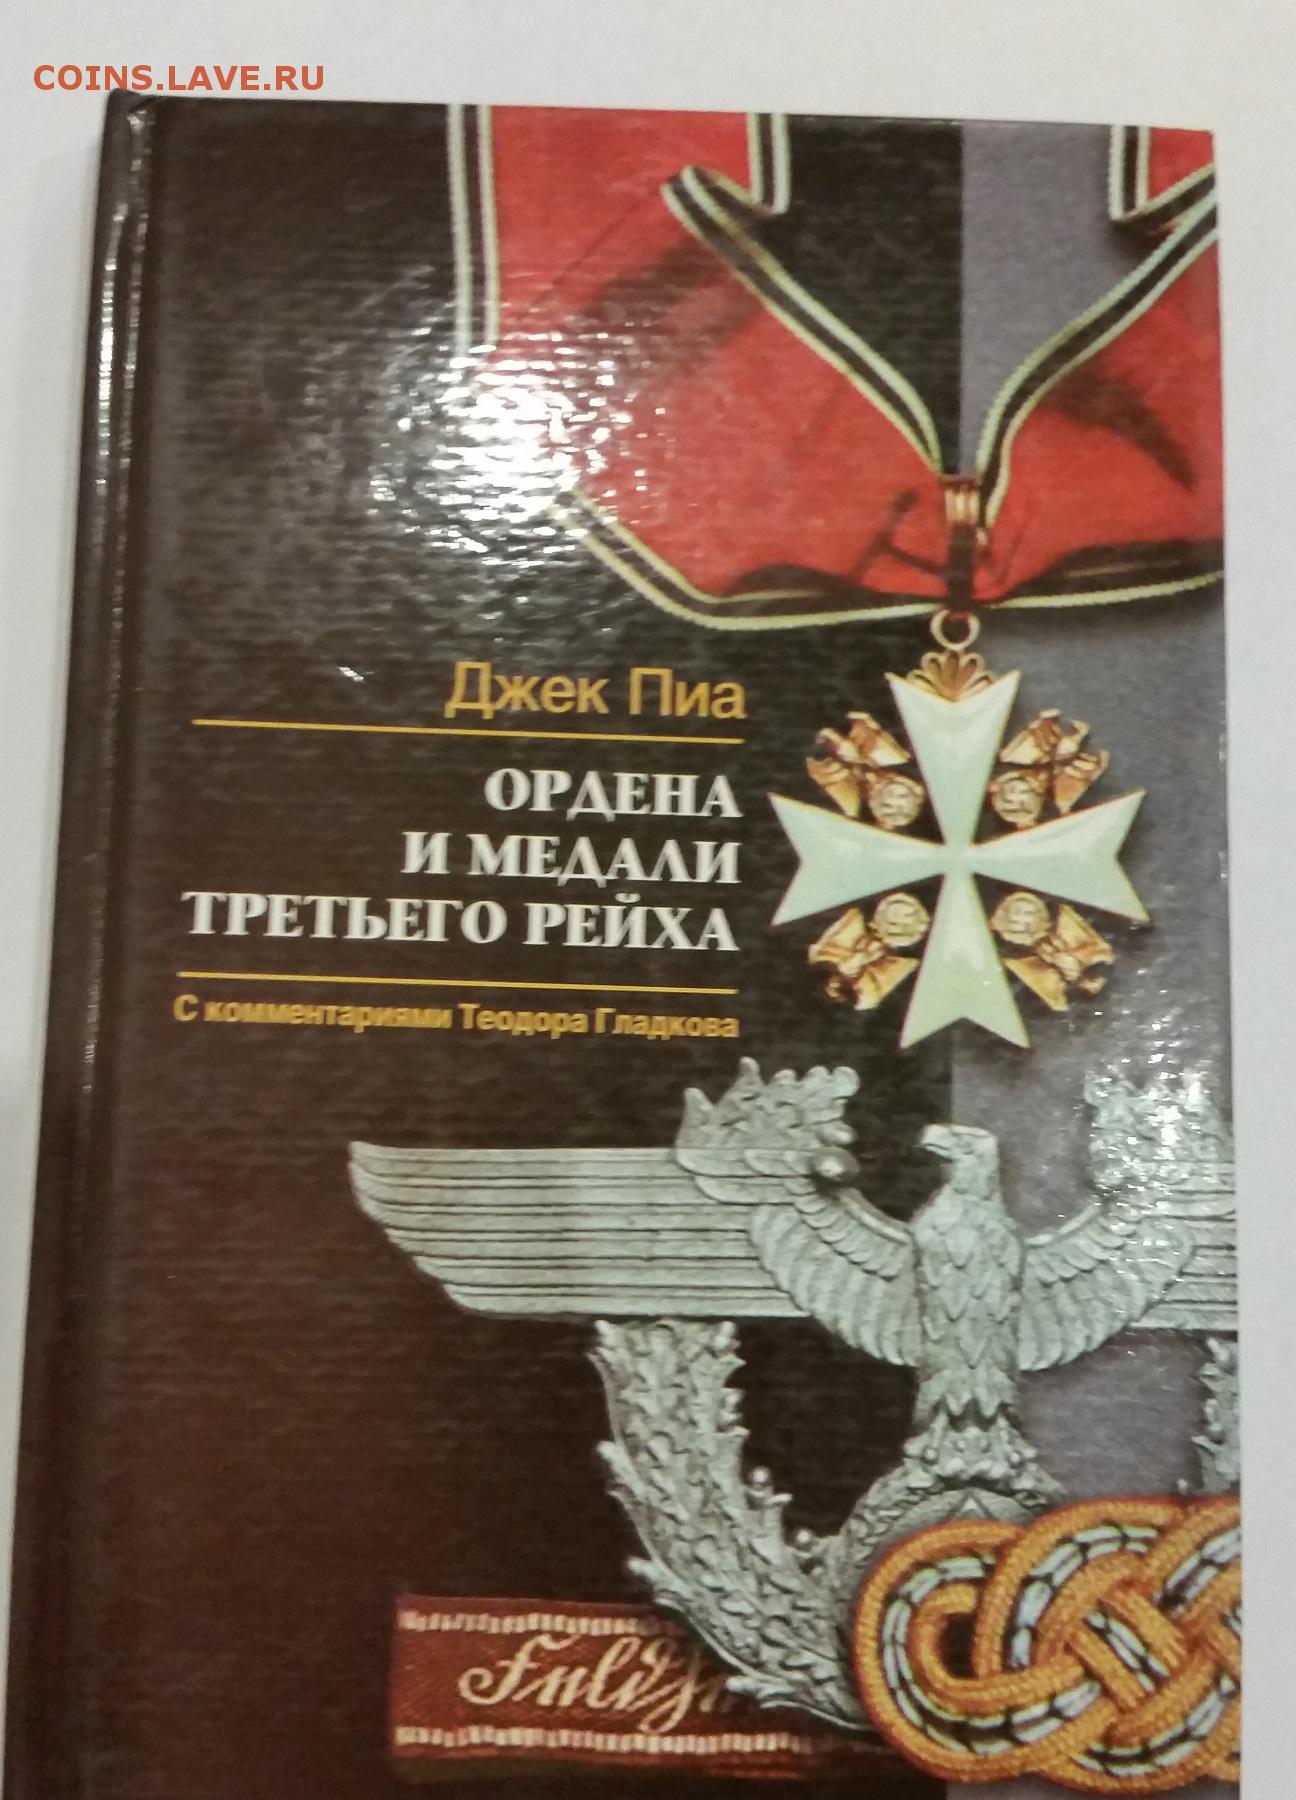 COINS.LAVE.RU
Джек Пиа
ОРДЕНА
И МЕДАЛИ
ТРЕТЬЕГО РЕЙХА
С комментариями Теодора Гладкова